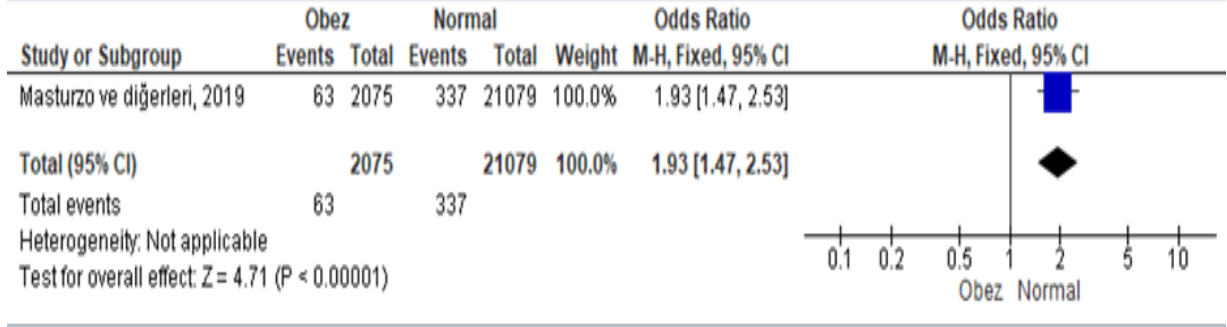 Obez Normal Odds Ratio Odds Ratio
Study or Subgroup Events Total Events Total Weight M-H, Fixed, 95% CI M-H, Fixed, 95% CI
Masturzo ve diğerleri, 2019 63 2075 337 21079 100.0% 1.93 [1.47, 2.53]
Total (95% CI) 2075 21079 100.0% 1.93 [1.47, 2.53]
Total events 63 337
Heterogeneity: Not applicable
Test for overall effect: Z = 4.71 (P < 0.00001)
0.1 0.2 0.5 1 2 5 10
Obez Normal